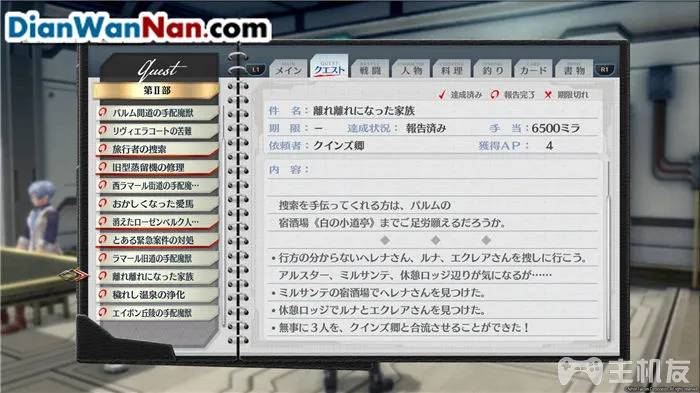 DianWanNan.com
quest
第Ⅱ部
パルム間道の手配魔獣
リヴィエラコートの苦難
旅行者の捜索
旧型蒸留機の修理
西ラマール街道の手配魔…
おかしくなった愛馬
消えたローゼンベルク人…
とある緊急案件の対処
ラマール旧道の手配魔獣
離れ離れになった家族
穢れし温泉の浄化
エイボン丘陵の手配魔獣
L1
MAIN
メイン
QUEST
クエスト
BATTLE
戦闘
CHARACTER
人物
COOKING
料理
FISHING
釣り
CARD
カード
BOOK
書物
R1
達成済み 報告完了 期限切れ
件 名：離れ離れになった家族
期 限：－ 達成状況：報告済み 手 当：6500ミラ
依頼者：クインズ卿 獲得AP： 4
内 容：
捜索を手伝ってくれる方は、パルムの
宿酒場《白の小道亭》までご足労願えるだろうか。
◆ ◆ ◆
・行方の分からないヘレナさん、ルナ、エクレアさんを捜しに行こう。
アルスター、ミルサンテ、休憩ロッジ辺りが気になるが……
・ミルサンテの宿酒場でヘレナさんを見つけた。
・休憩ロッジでルナとエクレアさんを見つけた。
・無事に３人を、クインズ卿と合流させることができた！
主机友